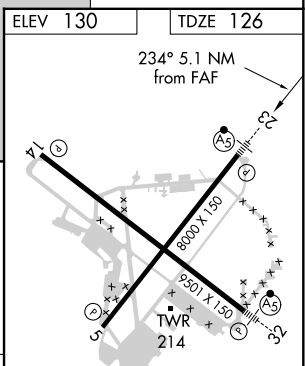 ELEV 130
TDZE 126
234° 5.1 NM
from FAF
23
A5
14
P
P
8000 X 150
9501 X 150
A5
P
P
5
TWR
214
32